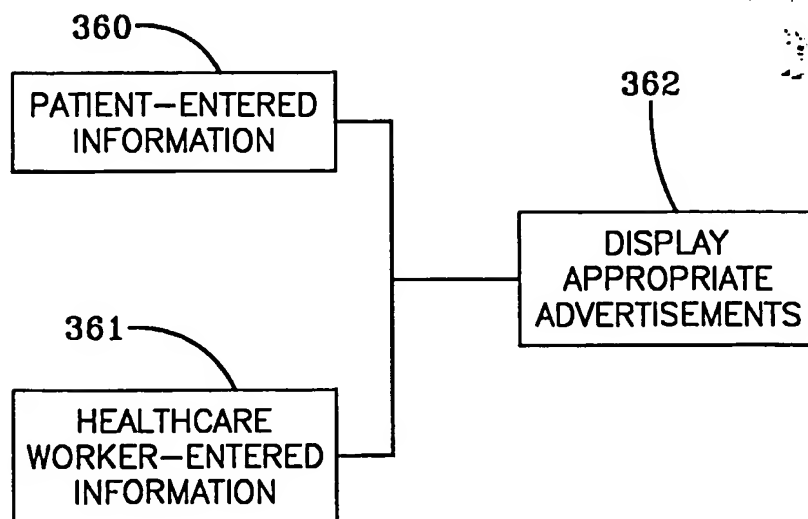 360
PATIENT–ENTERED
INFORMATION
362
DISPLAY
APPROPRIATE
ADVERTISEMENTS
361
HEALTHCARE
WORKER–ENTERED
INFORMATION